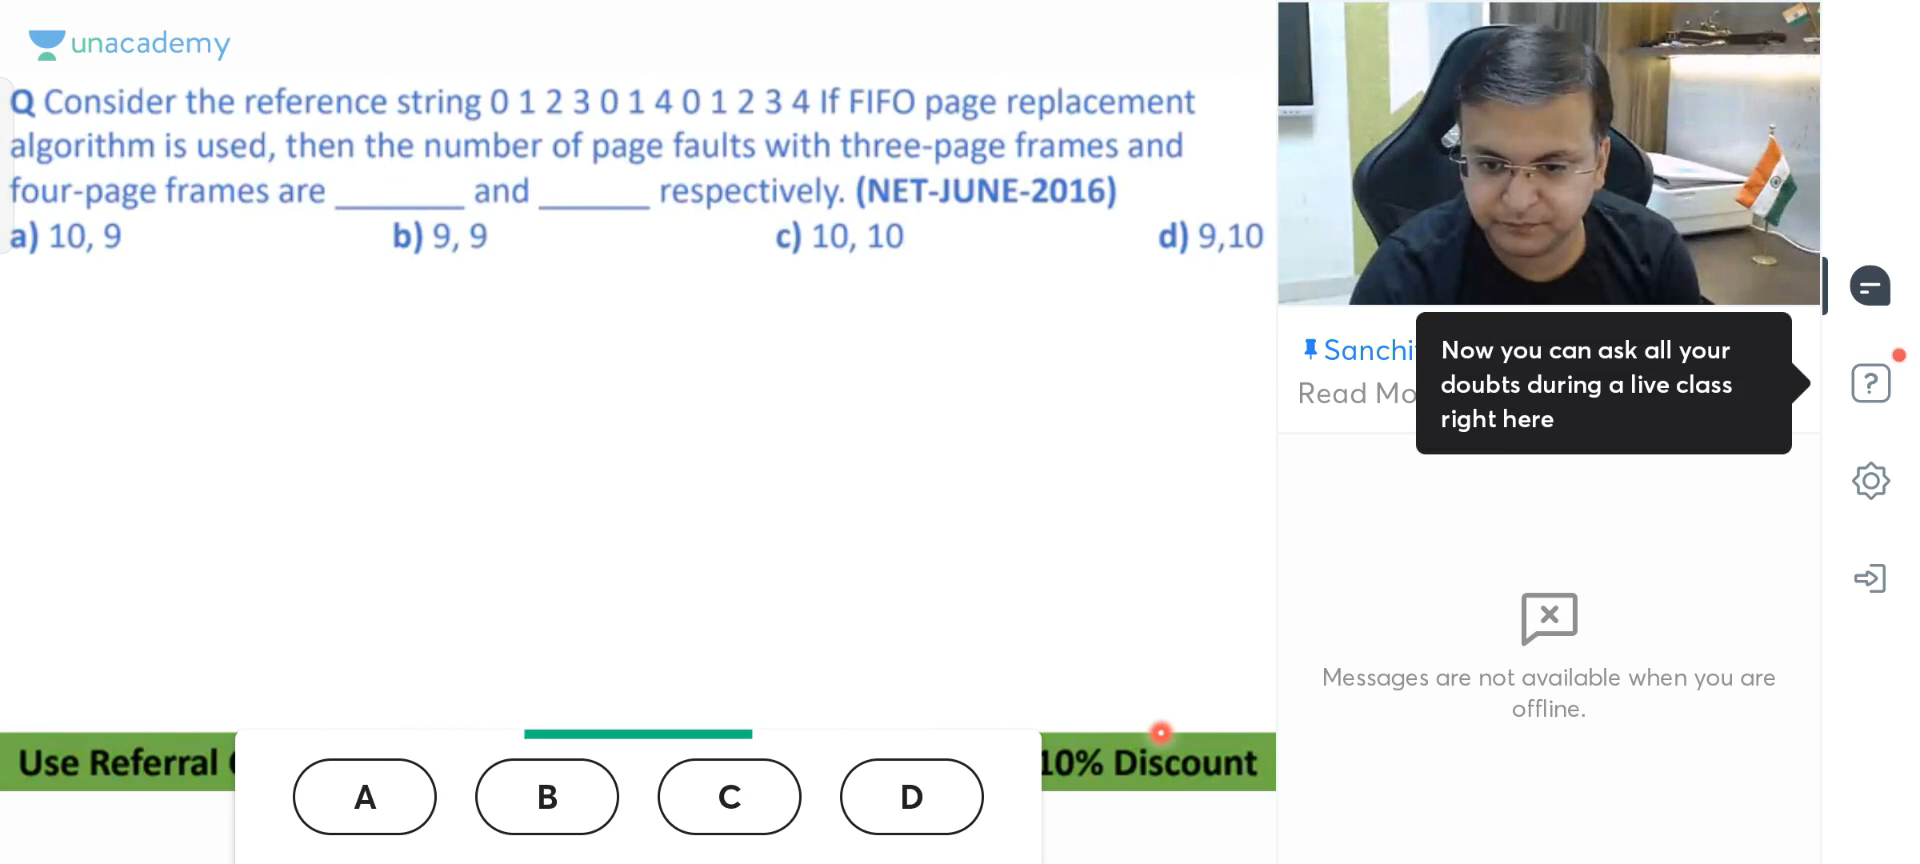 unacademy
Q Consider the reference string 0 1 2 3 0 1 4 0 1 2 3 4 If FIFO page replacement
algorithm is used, then the number of page faults with three-page frames and
four-page frames are ________ and _______ respectively. (NET-JUNE-2016)
a) 10, 9 b) 9, 9 c) 10, 10 d) 9,10
Sanchi
Read Mo
Now you can ask all your
doubts during a live class
right here
Messages are not available when you are
offline.
Use Referral
10% Discount
A B C D